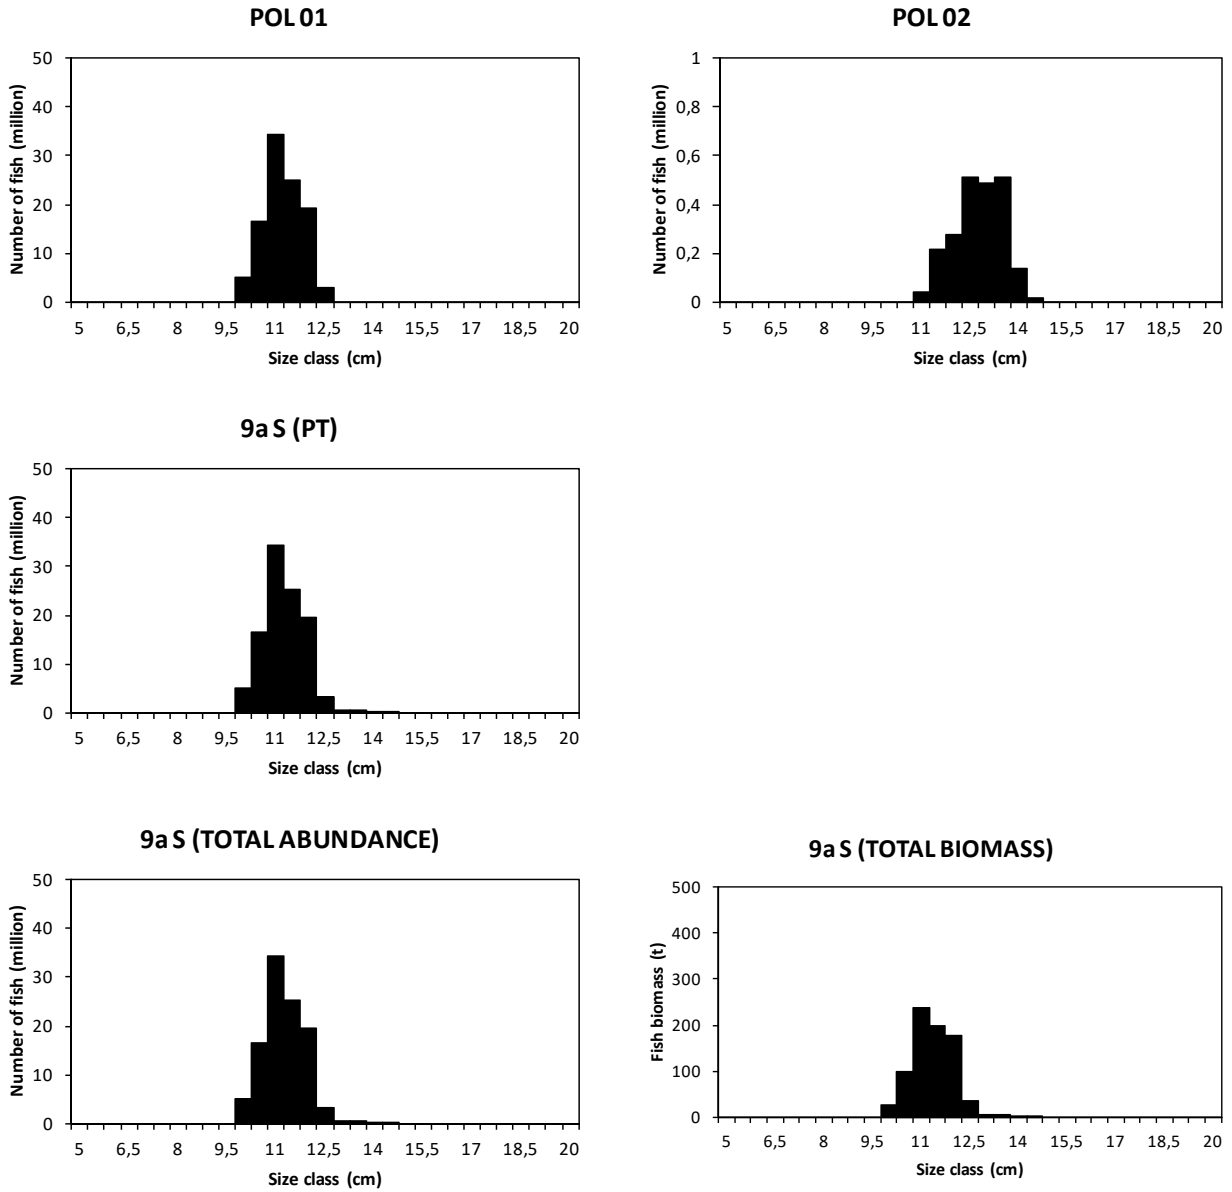 POL 01
50
40
30
20
10
0
Number of fish (million)
5 6,5 8 9,5 11 12,5 14 15,5 17 18,5 20
Size class (cm)
POL 02
1
0,8
0,6
0,4
0,2
0
Number of fish (million)
5 6,5 8 9,5 11 12,5 14 15,5 17 18,5 20
Size class (cm)
9a S (PT)
50
40
30
20
10
0
Number of fish (million)
5 6,5 8 9,5 11 12,5 14 15,5 17 18,5 20
Size class (cm)
9a S (TOTAL ABUNDANCE)
50
40
30
20
10
0
Number of fish (million)
5 6,5 8 9,5 11 12,5 14 15,5 17 18,5 20
Size class (cm)
9a S (TOTAL BIOMASS)
500
400
300
200
100
0
Fish biomass (t)
5 6,5 8 9,5 11 12,5 14 15,5 17 18,5 20
Size class (cm)